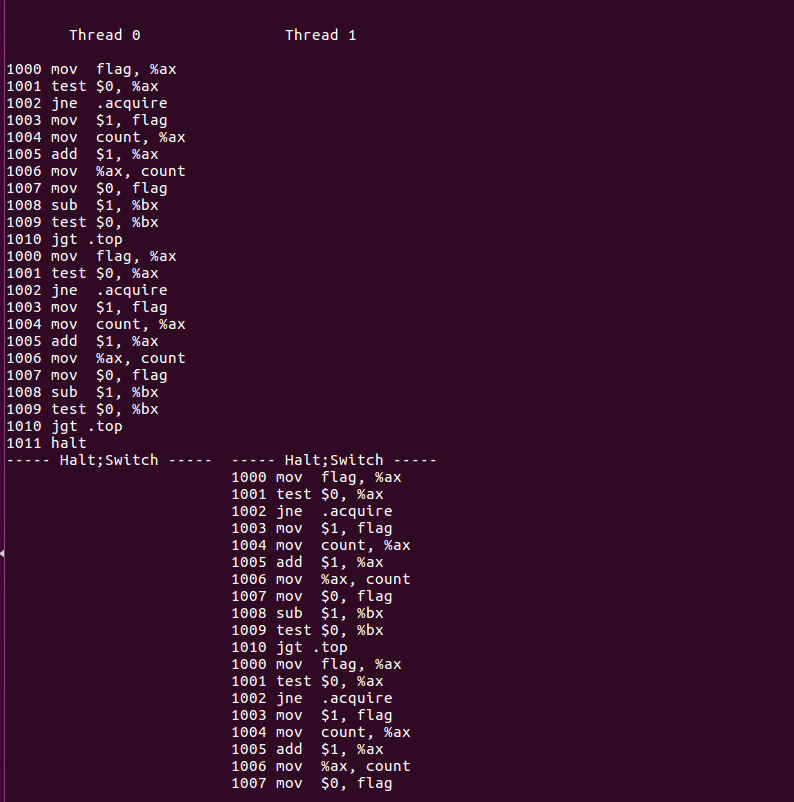 Thread 0                Thread 1
1000 mov  flag, %ax
1001 test $0, %ax
1002 jne  .acquire
1003 mov  $1, flag
1004 mov  count, %ax
1005 add  $1, %ax
1006 mov  %ax, count
1007 mov  $0, flag
1008 sub  $1, %bx
1009 test $0, %bx
1010 jgt .top
1000 mov  flag, %ax
1001 test $0, %ax
1002 jne  .acquire
1003 mov  $1, flag
1004 mov  count, %ax
1005 add  $1, %ax
1006 mov  %ax, count
1007 mov  $0, flag
1008 sub  $1, %bx
1009 test $0, %bx
1010 jgt .top
1011 halt
----- Halt;Switch -----  ----- Halt;Switch -----
1000 mov  flag, %ax
1001 test $0, %ax
1002 jne  .acquire
1003 mov  $1, flag
1004 mov  count, %ax
1005 add  $1, %ax
1006 mov  %ax, count
1007 mov  $0, flag
1008 sub  $1, %bx
1009 test $0, %bx
1010 jgt .top
1000 mov  flag, %ax
1001 test $0, %ax
1002 jne  .acquire
1003 mov  $1, flag
1004 mov  count, %ax
1005 add  $1, %ax
1006 mov  %ax, count
1007 mov  $0, flag